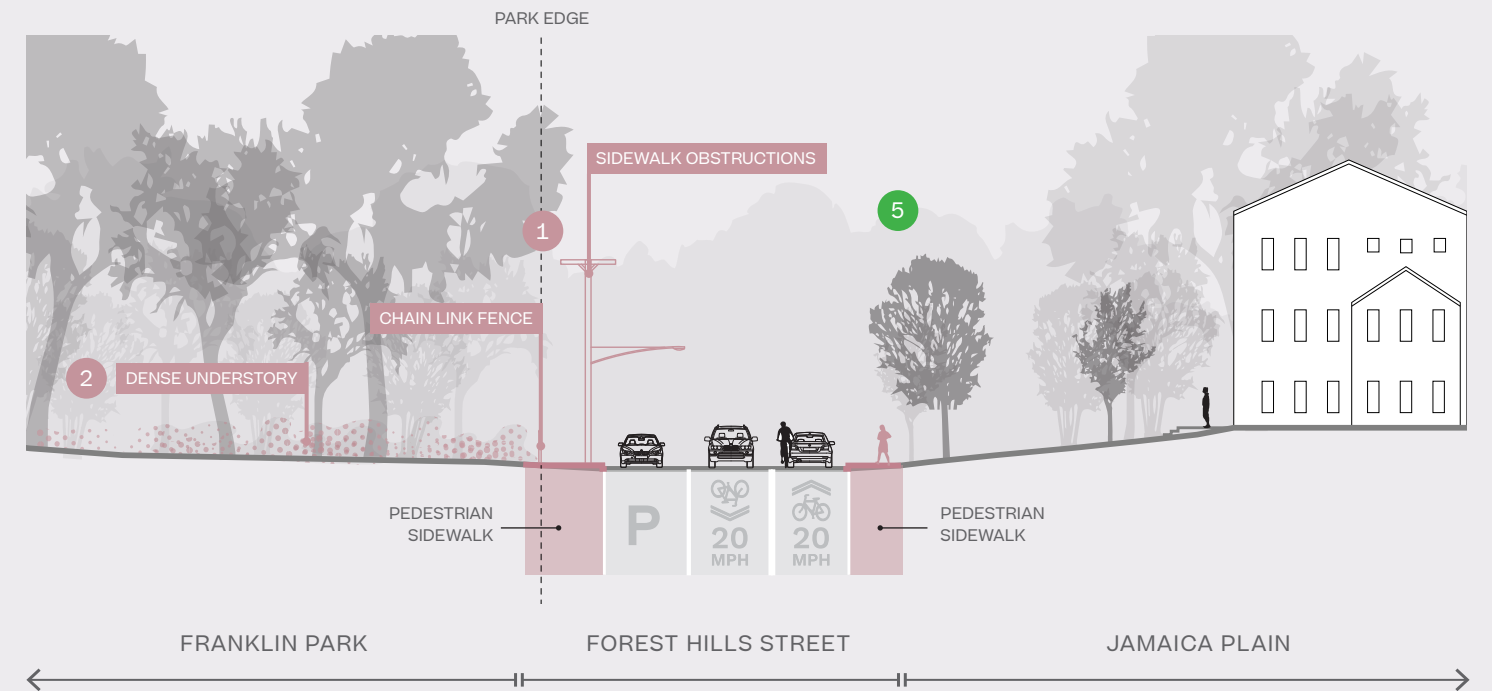 PARK EDGE
SIDEWALK OBSTRUCTIONS
5
1
CHAIN LINK FENCE
2
DENSE UNDERSTORY
PEDESTRIAN
SIDEWALK
P
20
MPH
20
MPH
PEDESTRIAN
SIDEWALK
FRANKLIN PARK
FOREST HILLS STREET
JAMAICA PLAIN